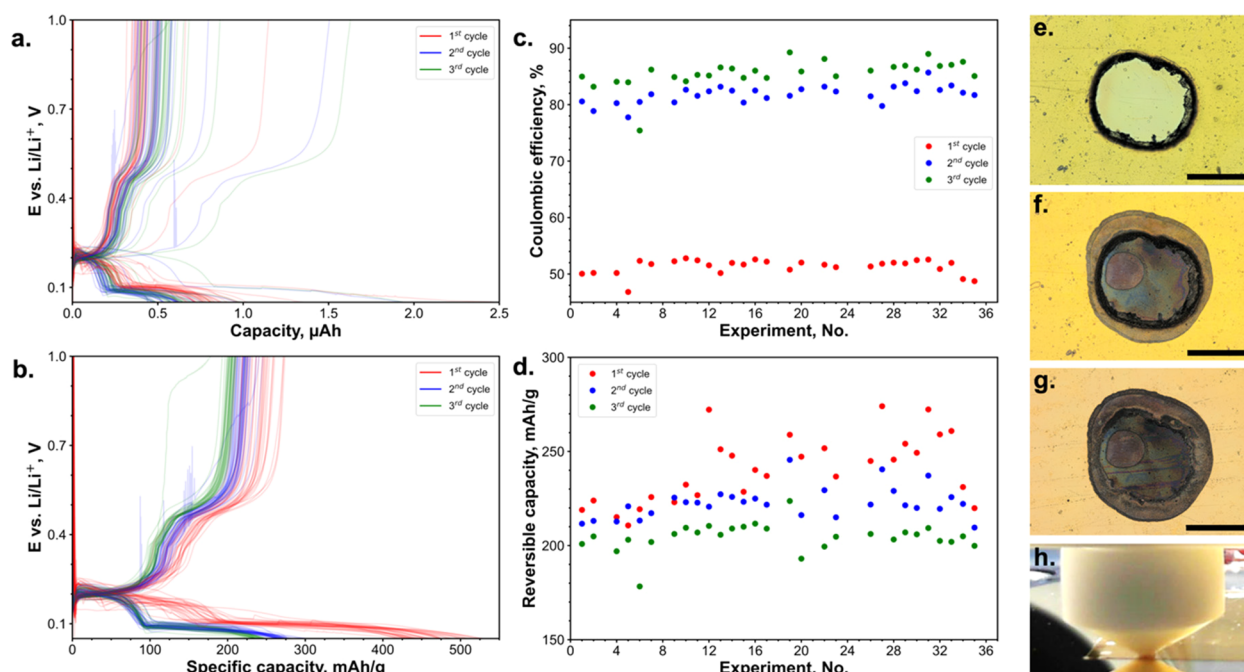 a.
1.0
0.7
0.4
0.1
E vs. Li/Li⁺, V
1ˢᵗ cycle
2ⁿᵈ cycle
3ʳᵈ cycle
0.0 0.5 1.0 1.5 2.0 2.5
Capacity, µAh
b.
1.0
0.7
0.4
0.1
E vs. Li/Li⁺, V
1ˢᵗ cycle
2ⁿᵈ cycle
3ʳᵈ cycle
0 100 200 300 400 500
Specific capacity, mAh/g
c.
90
80
70
60
50
Coulombic efficiency, %
1ˢᵗ cycle
2ⁿᵈ cycle
3ʳᵈ cycle
0 4 8 12 16 20 24 28 32 36
Experiment, No.
d.
300
250
200
150
Reversible capacity, mAh/g
1ˢᵗ cycle
2ⁿᵈ cycle
3ʳᵈ cycle
0 4 8 12 16 20 24 28 32 36
Experiment, No.
e.
f.
g.
h.